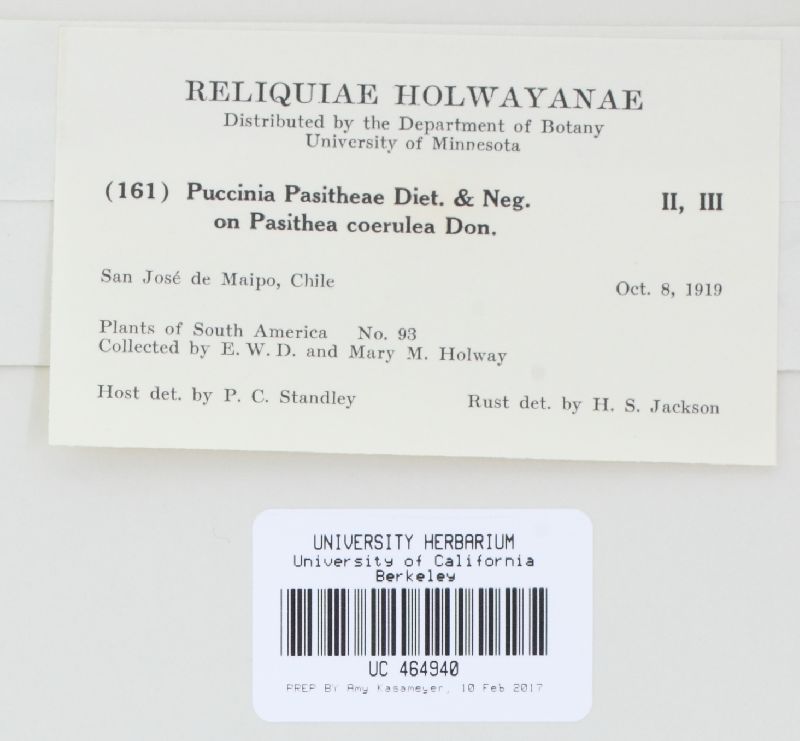 RELIQUIAE HOLWAYANAE
Distributed by the Department of Botany
University of Minnesota
(161) Puccinia Pasitheae Diet. & Neg. II, III
on Pasithea coerulea Don.
San José de Maipo, Chile Oct. 8, 1919
Plants of South America No. 93
Collected by E. W. D. and Mary M. Holway
Host det. by P. C. Standley Rust det. by H. S. Jackson
UNIVERSITY HERBARIUM
University of California
Berkeley
UC 464940
PREP BY Amy Kasameyer, 10 Feb 2017